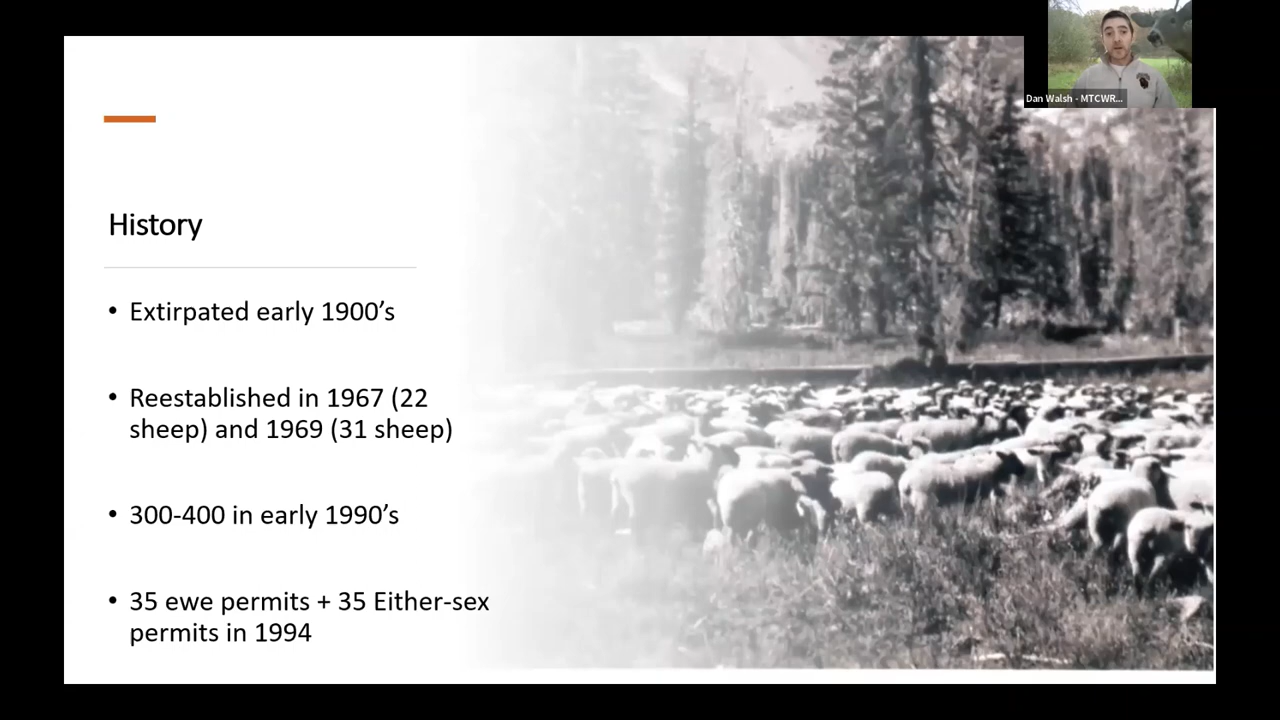 Dan Walsh - MTCWR...
History
• Extirpated early 1900’s
• Reestablished in 1967 (22
sheep) and 1969 (31 sheep)
• 300-400 in early 1990’s
• 35 ewe permits + 35 Either-sex
permits in 1994